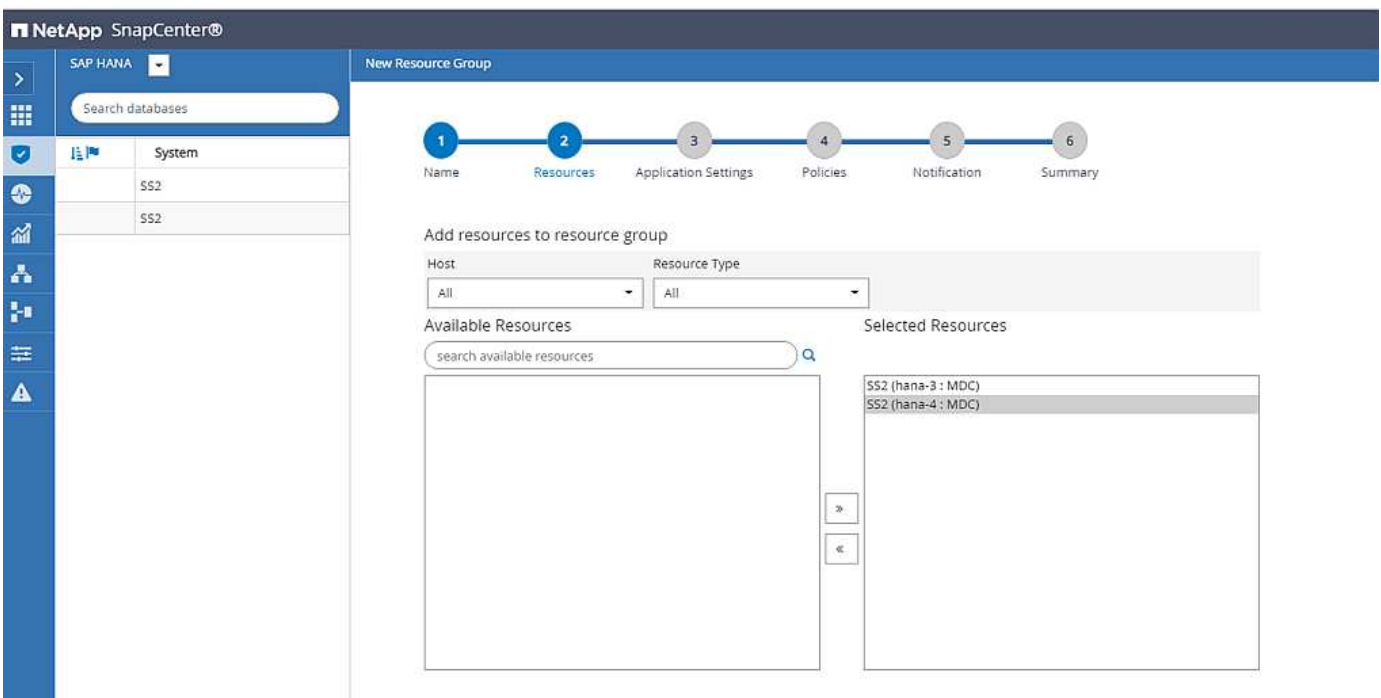 NetApp SnapCenter®
SAP HANA
New Resource Group
Search databases
System
SS2
SS2
1 2 3 4 5 6
Name Resources Application Settings Policies Notification Summary
Add resources to resource group
Host Resource Type
All All
Available Resources Selected Resources
search available resources
SS2 (hana-3 : MDC)
SS2 (hana-4 : MDC)
»
«